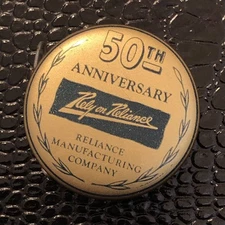 50TH
ANNIVERSARY
Rely on Reliance
RELIANCE
MANUFACTURING
COMPANY